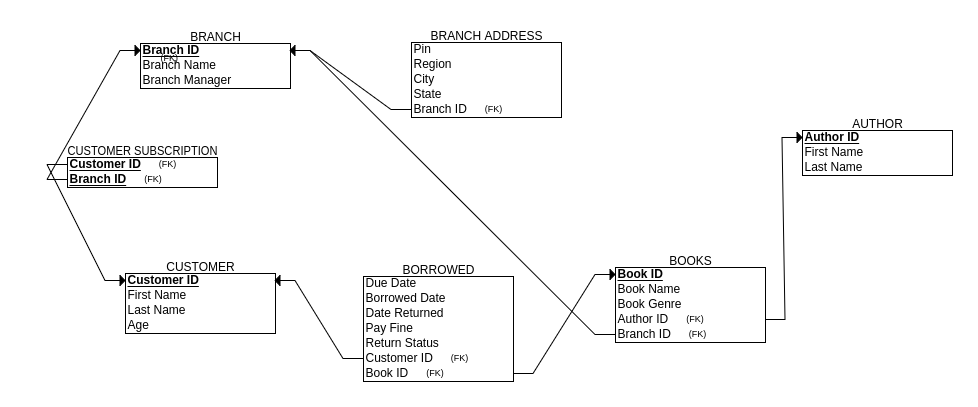 BRANCH
Branch ID
(FK)
Branch Name
Branch Manager
BRANCH ADDRESS
Pin
Region
City
State
Branch ID (FK)
AUTHOR
Author ID
First Name
Last Name
CUSTOMER SUBSCRIPTION
Customer ID (FK)
Branch ID (FK)
CUSTOMER
Customer ID
First Name
Last Name
Age
BORROWED
Due Date
Borrowed Date
Date Returned
Pay Fine
Return Status
Customer ID (FK)
Book ID (FK)
BOOKS
Book ID
Book Name
Book Genre
Author ID (FK)
Branch ID (FK)